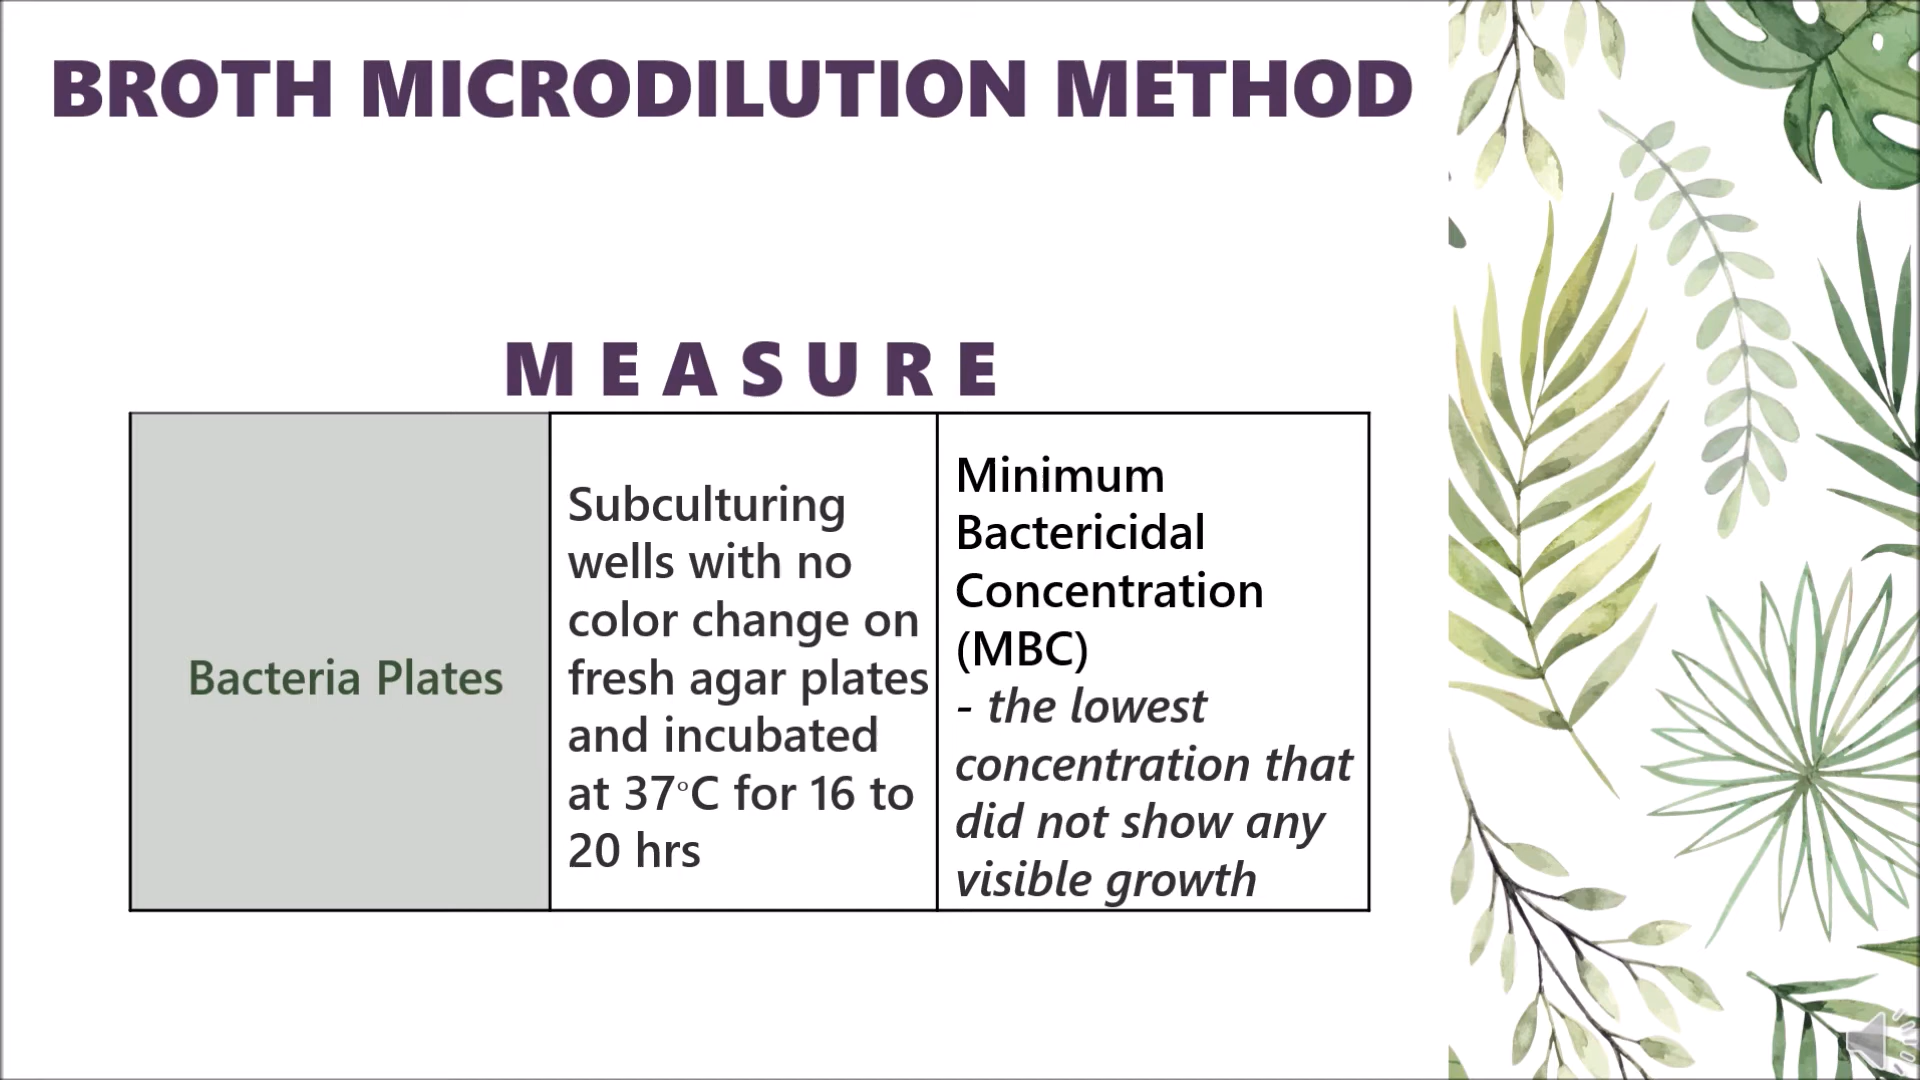 BROTH MICRODILUTION METHOD
MEASURE
Bacteria Plates
Subculturing
wells with no
color change on
fresh agar plates
and incubated
at 37°C for 16 to
20 hrs
Minimum
Bactericidal
Concentration
(MBC)
- the lowest
concentration that
did not show any
visible growth